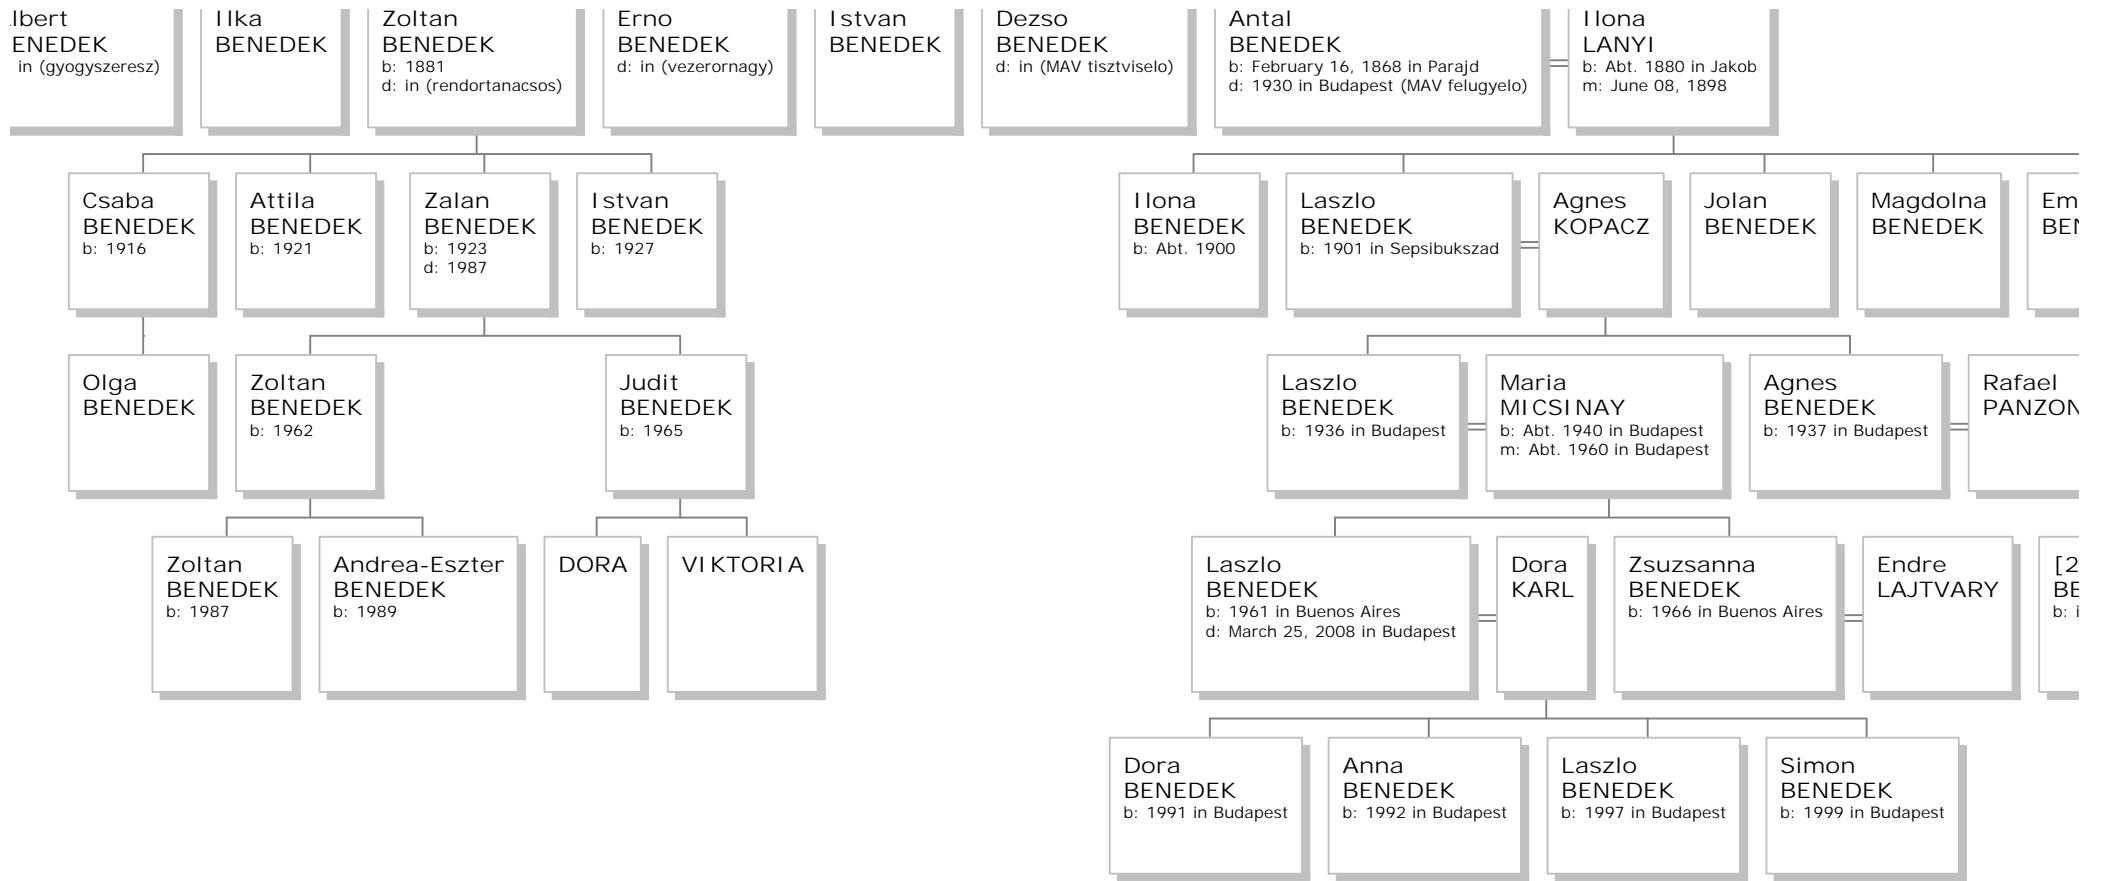 lbert
ENEDEK
in (gyogyszeresz)
Ilka
BENEDEK
Zoltan
BENEDEK
b: 1881
d: in (rendortanacsos)
Erno
BENEDEK
d: in (vezerornagy)
Istvan
BENEDEK
Dezso
BENEDEK
d: in (MAV tisztviselo)
Antal
BENEDEK
b: February 16, 1868 in Parajd
d: 1930 in Budapest (MAV felugyelo)
Ilona
LANYI
b: Abt. 1880 in Jakob
m: June 08, 1898
Csaba
BENEDEK
b: 1916
Attila
BENEDEK
b: 1921
Zalan
BENEDEK
b: 1923
d: 1987
Istvan
BENEDEK
b: 1927
Ilona
BENEDEK
b: Abt. 1900
Laszlo
BENEDEK
b: 1901 in Sepsibukszad
Agnes
KOPACZ
Jolan
BENEDEK
Magdolna
BENEDEK
Em
BEN
Olga
BENEDEK
Zoltan
BENEDEK
b: 1962
Judit
BENEDEK
b: 1965
Laszlo
BENEDEK
b: 1936 in Budapest
Maria
MICSINAY
b: Abt. 1940 in Budapest
m: Abt. 1960 in Budapest
Agnes
BENEDEK
b: 1937 in Budapest
Rafael
PANZON
Zoltan
BENEDEK
b: 1987
Andrea-Eszter
BENEDEK
b: 1989
DORA
VIKTORIA
Laszlo
BENEDEK
b: 1961 in Buenos Aires
d: March 25, 2008 in Budapest
Dora
KARL
Zsuzsanna
BENEDEK
b: 1966 in Buenos Aires
Endre
LAJTVARY
[2
BE
b: i
Dora
BENEDEK
b: 1991 in Budapest
Anna
BENEDEK
b: 1992 in Budapest
Laszlo
BENEDEK
b: 1997 in Budapest
Simon
BENEDEK
b: 1999 in Budapest